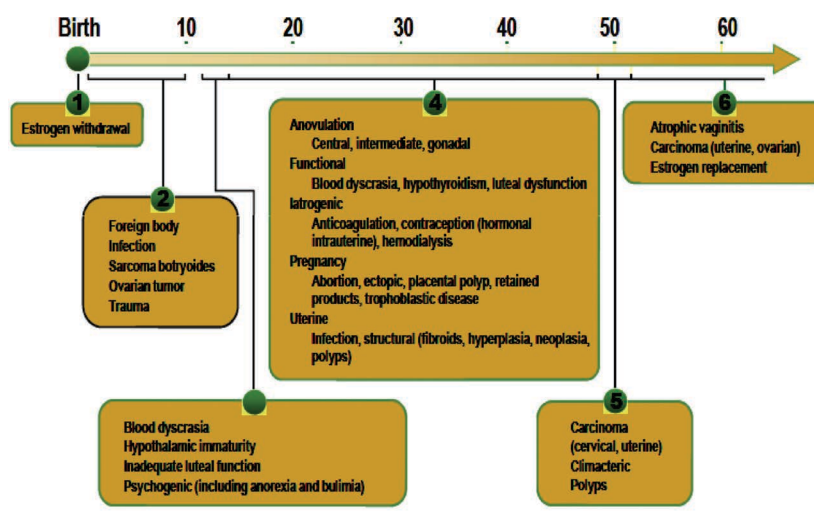 Birth 10 20 30 40 50 60
1
Estrogen withdrawal
2
Foreign body
Infection
Sarcoma botryoides
Ovarian tumor
Trauma
Blood dyscrasia
Hypothalamic immaturity
Inadequate luteal function
Psychogenic (including anorexia and bulimia)
4
Anovulation
Central, intermediate, gonadal
Functional
Blood dyscrasia, hypothyroidism, luteal dysfunction
Iatrogenic
Anticoagulation, contraception (hormonal
intrauterine), hemodialysis
Pregnancy
Abortion, ectopic, placental polyp, retained
products, trophoblastic disease
Uterine
Infection, structural (fibroids, hyperplasia, neoplasia,
polyps)
5
Carcinoma
(cervical, uterine)
Climacteric
Polyps
6
Atrophic vaginitis
Carcinoma (uterine, ovarian)
Estrogen replacement